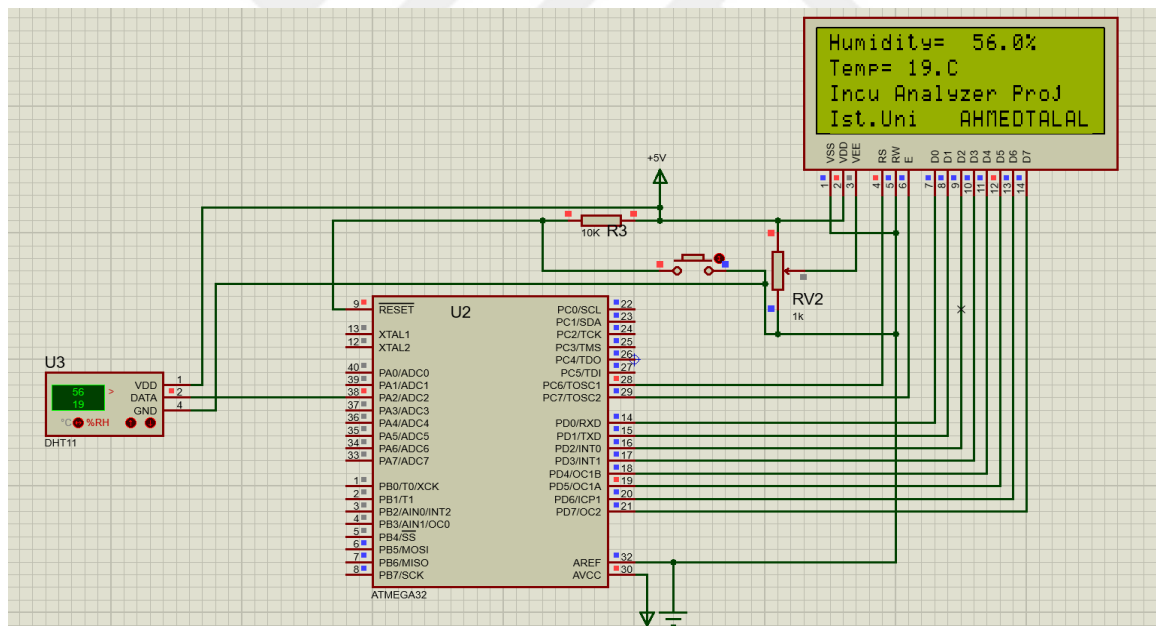 Humidity=  56.0%
Temp= 19.C
Incu Analyzer Proj
Ist.Uni   AHMEDTALAL
VSS
VDD
VEE
RS
RW
E
D0
D1
D2
D3
D4
D5
D6
D7
1
2
3
4
5
6
7
8
9
10
11
12
13
14
+5V
10K
R3
RV2
1k
U2
9 RESET
13 XTAL1
12 XTAL2
40 PA0/ADC0
39 PA1/ADC1
38 PA2/ADC2
37 PA3/ADC3
36 PA4/ADC4
35 PA5/ADC5
34 PA6/ADC6
33 PA7/ADC7
1 PB0/T0/XCK
2 PB1/T1
3 PB2/AIN0/INT2
4 PB3/AIN1/OC0
5 PB4/SS
6 PB5/MOSI
7 PB6/MISO
8 PB7/SCK
PC0/SCL 22
PC1/SDA 23
PC2/TCK 24
PC3/TMS 25
PC4/TDO 26
PC5/TDI 27
PC6/TOSC1 28
PC7/TOSC2 29
PD0/RXD 14
PD1/TXD 15
PD2/INT0 16
PD3/INT1 17
PD4/OC1B 18
PD5/OC1A 19
PD6/ICP1 20
PD7/OC2 21
AREF 32
AVCC 30
ATMEGA32
U3
56
19
>
°C %RH
VDD 1
DATA 2
GND 4
DHT11